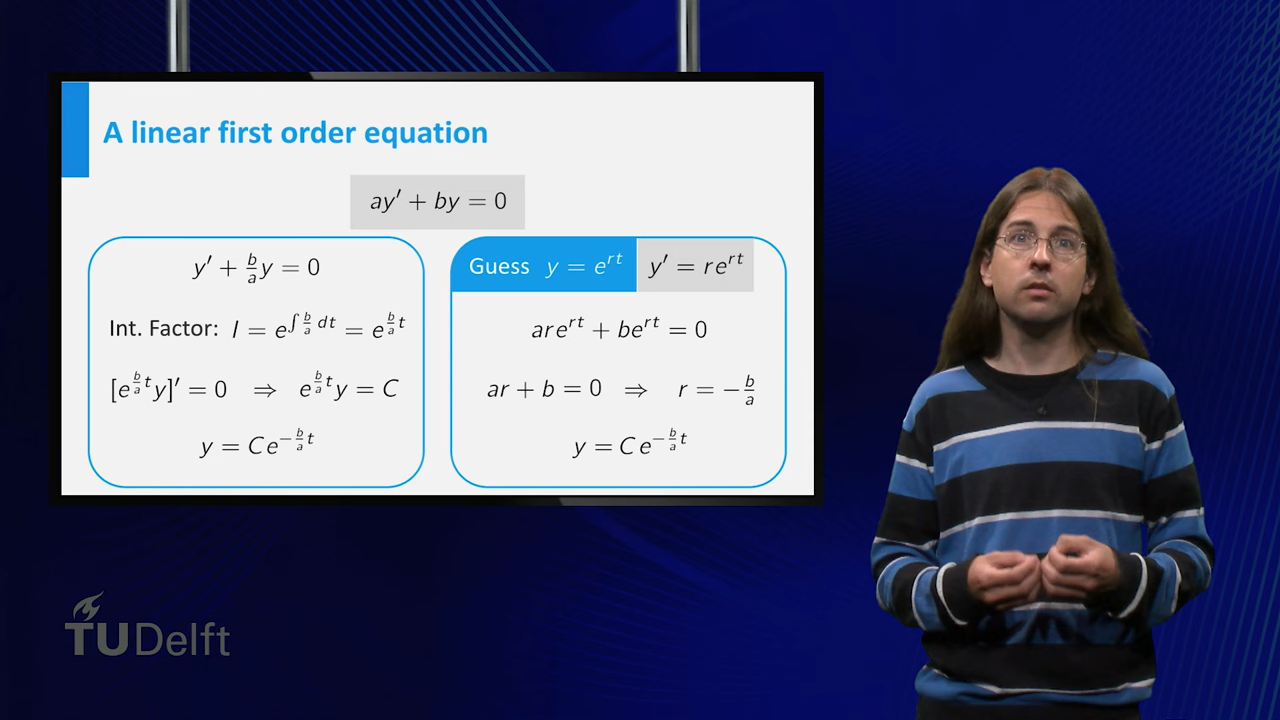 A linear first order equation
ay′ + by = 0
y′ + b/a y = 0
Int. Factor: I = e^{∫ b/a dt} = e^{b/a t}
[e^{b/a t}y]′ = 0 ⇒ e^{b/a t}y = C
y = Ce^{−b/a t}
Guess y = e^{rt} y′ = re^{rt}
are^{rt} + be^{rt} = 0
ar + b = 0 ⇒ r = −b/a
y = Ce^{−b/a t}
TUDelft